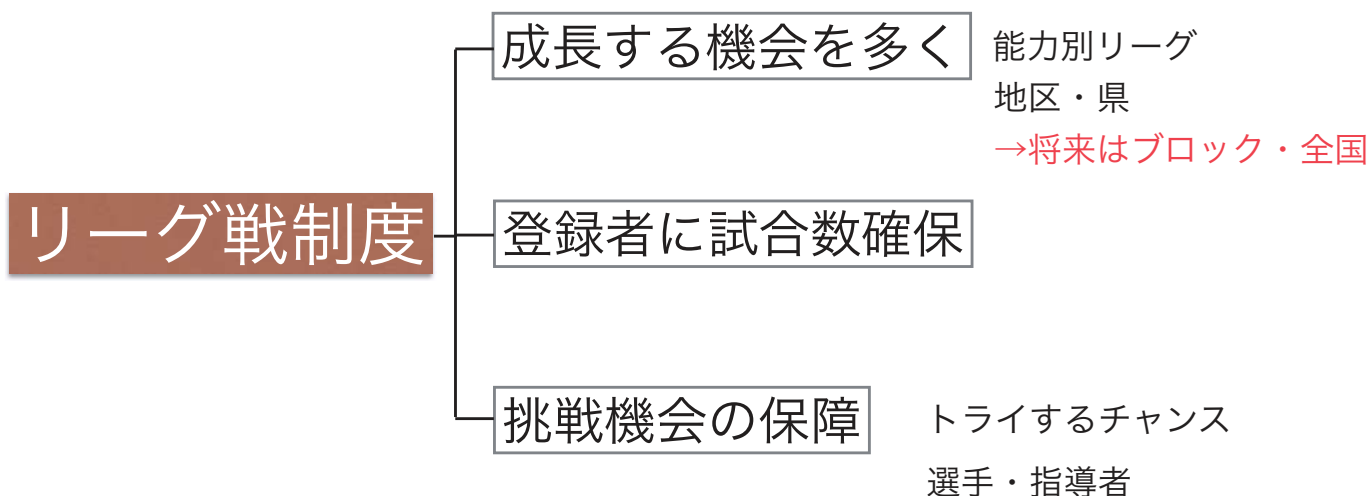 成長する機会を多く
能力別リーグ
地区・県
→将来はブロック・全国
リーグ戦制度
登録者に試合数確保
挑戦機会の保障
トライするチャンス
選手・指導者